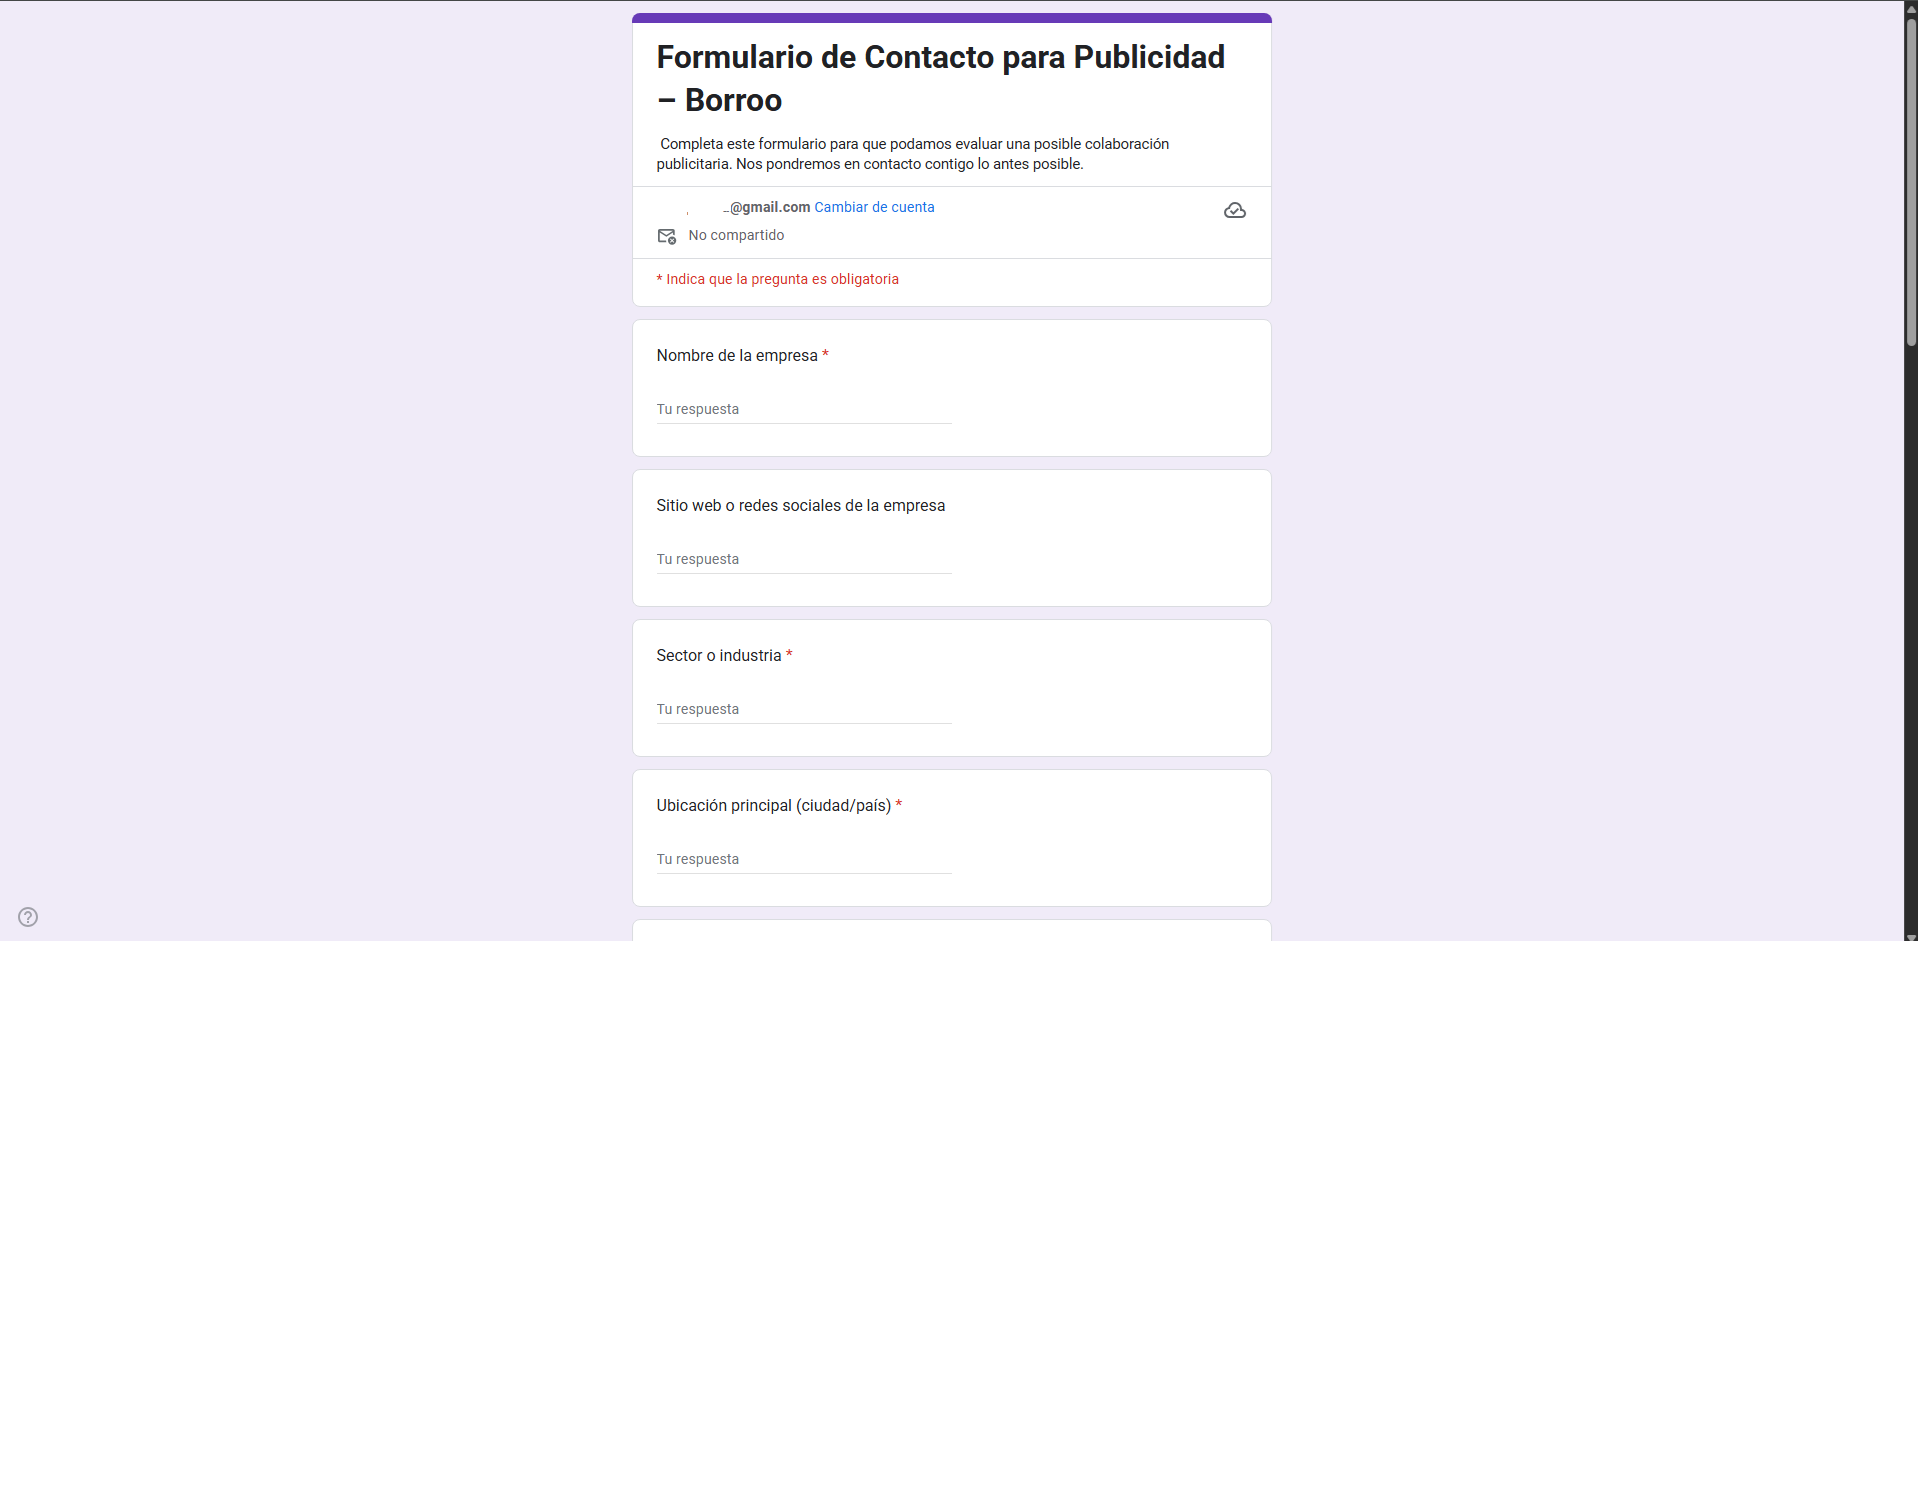 Formulario de Contacto para Publicidad
– Borroo
Completa este formulario para que podamos evaluar una posible colaboración
publicitaria. Nos pondremos en contacto contigo lo antes posible.
@gmail.com Cambiar de cuenta
No compartido
* Indica que la pregunta es obligatoria
Nombre de la empresa *
Tu respuesta
Sitio web o redes sociales de la empresa
Tu respuesta
Sector o industria *
Tu respuesta
Ubicación principal (ciudad/país) *
Tu respuesta